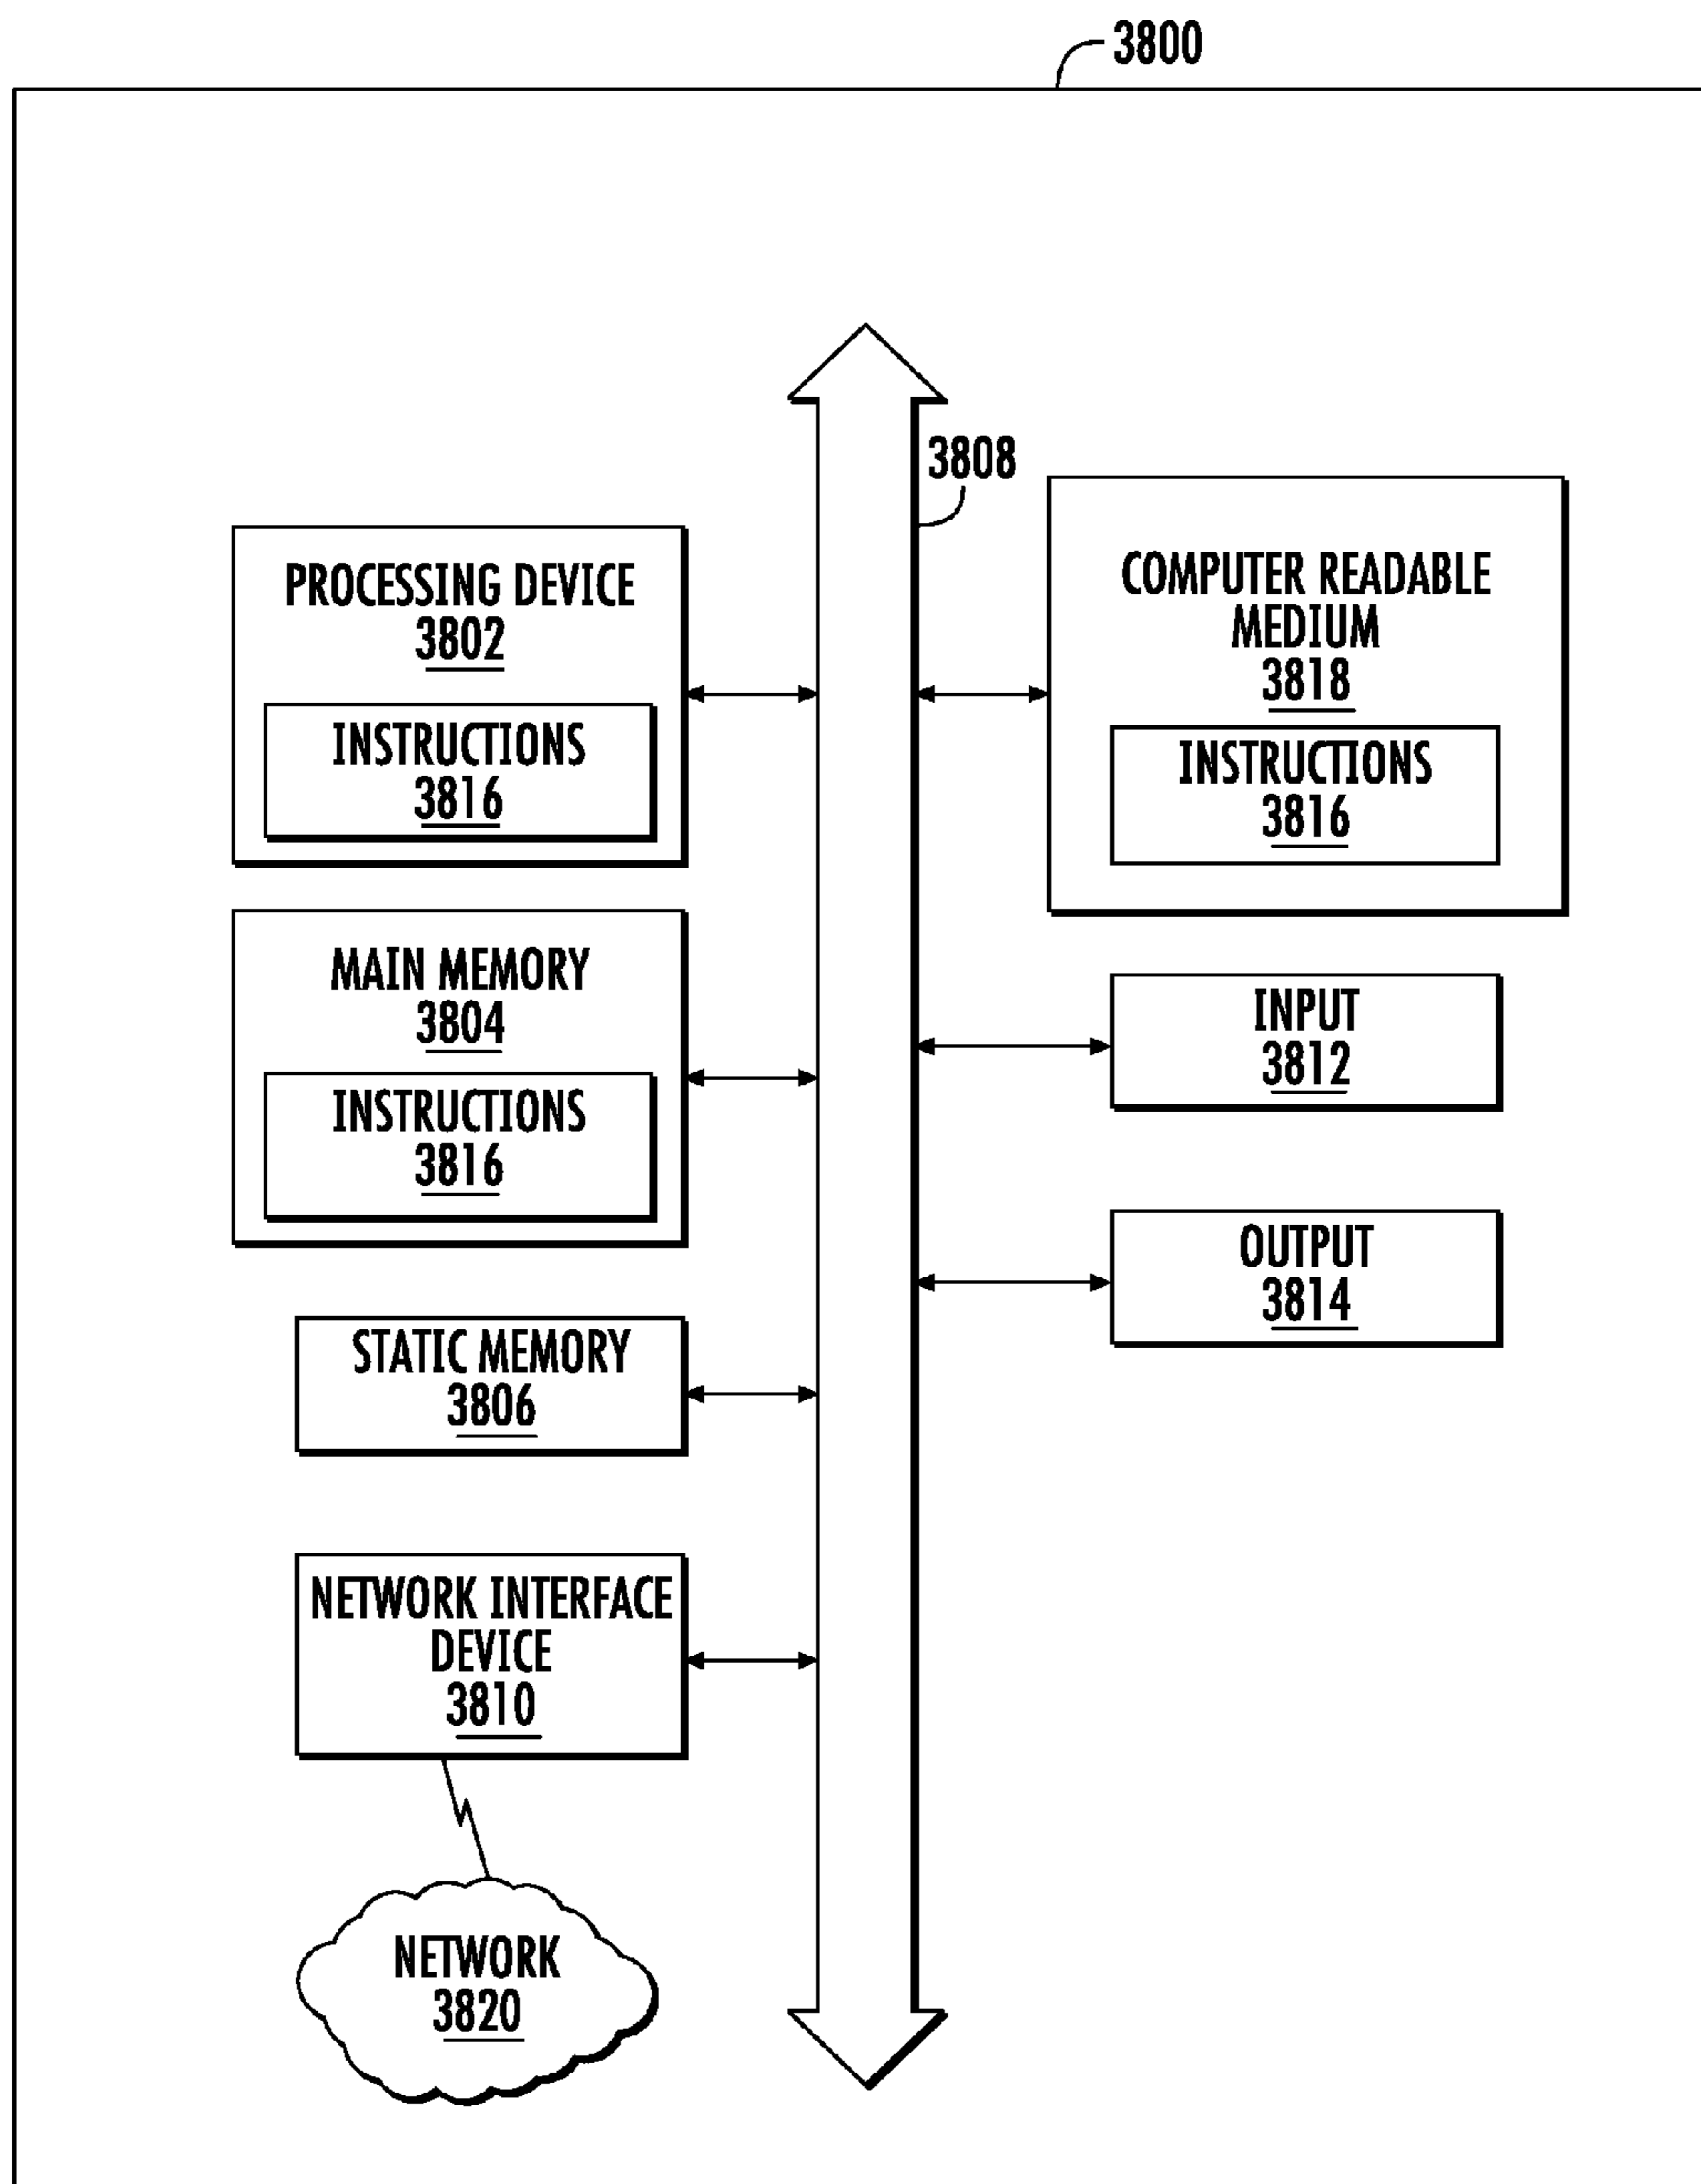 3800
3808
PROCESSING DEVICE
3802
INSTRUCTIONS
3816
MAIN MEMORY
3804
INSTRUCTIONS
3816
STATIC MEMORY
3806
NETWORK INTERFACE
DEVICE
3810
NETWORK
3820
COMPUTER READABLE
MEDIUM
3818
INSTRUCTIONS
3816
INPUT
3812
OUTPUT
3814